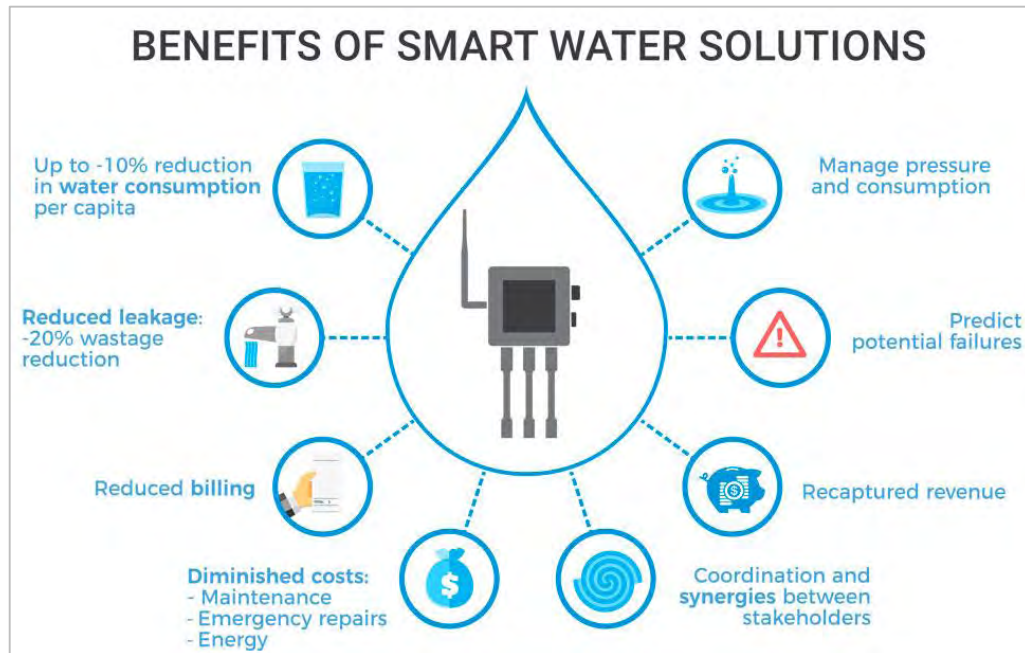 BENEFITS OF SMART WATER SOLUTIONS
Up to -10% reduction
in water consumption
per capita
Reduced leakage:
-20% wastage
reduction
Reduced billing
Diminished costs:
- Maintenance
- Emergency repairs
- Energy
Manage pressure
and consumption
Predict
potential failures
Recaptured revenue
Coordination and
synergies between
stakeholders